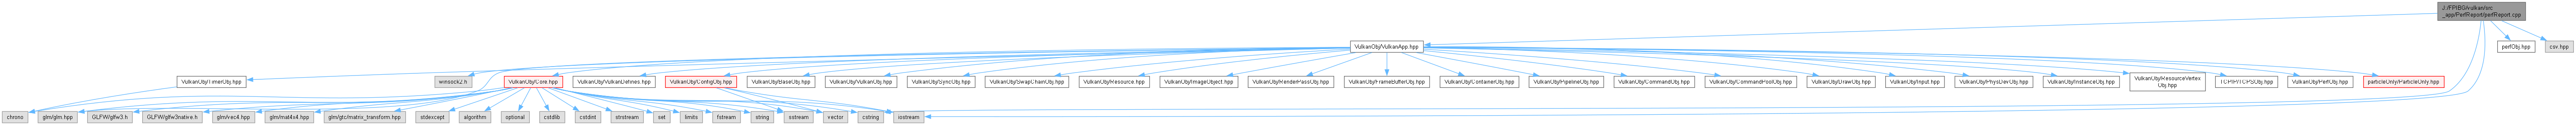 J:/FPIBG/vulkan/src
_app/PerfReport/perfReport.cpp
VulkanObj/VulkanApp.hpp
perfObj.hpp
csv.hpp
VulkanObj/TimerObj.hpp
winsock2.h
VulkanObj/Core.hpp
VulkanObj/VulkanDefines.hpp
VulkanObj/ConfigObj.hpp
VulkanObj/BaseObj.hpp
VulkanObj/VulkanObj.hpp
VulkanObj/SyncObj.hpp
VulkanObj/SwapChainObj.hpp
VulkanObj/Resource.hpp
VulkanObj/ImageObject.hpp
VulkanObj/RenderPassObj.hpp
VulkanObj/FrameBufferObj.hpp
VulkanObj/ContainerObj.hpp
VulkanObj/PipelineObj.hpp
VulkanObj/CommandObj.hpp
VulkanObj/CommandPoolObj.hpp
VulkanObj/DrawObj.hpp
VulkanObj/Input.hpp
VulkanObj/PhysDevObj.hpp
VulkanObj/InstanceObj.hpp
VulkanObj/ResourceVertex
Obj.hpp
TCPIP/TCPSObj.hpp
VulkanObj/PerfObj.hpp
particleOnly/ParticleOnly.hpp
chrono
glm/glm.hpp
GLFW/glfw3.h
GLFW/glfw3native.h
glm/vec4.hpp
glm/mat4x4.hpp
glm/gtc/matrix_transform.hpp
stdexcept
algorithm
optional
cstdlib
cstdint
strstream
set
limits
fstream
string
sstream
vector
cstring
iostream